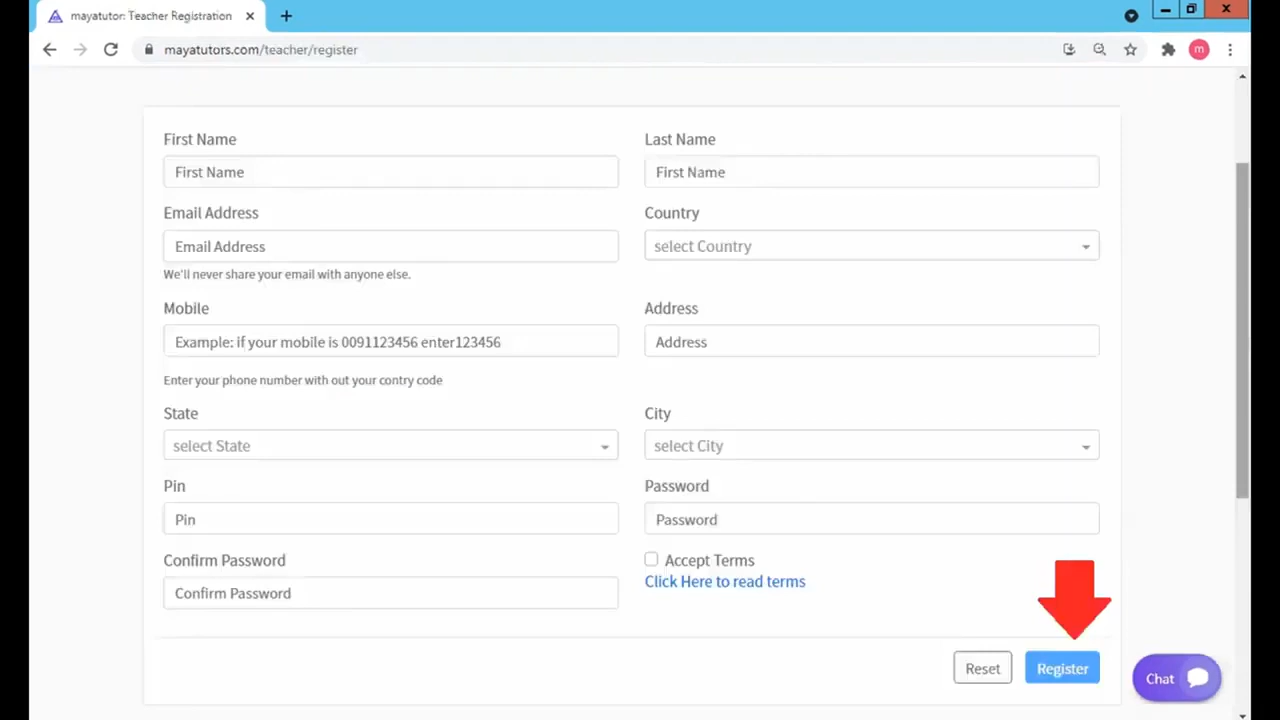 mayatutor: Teacher Registration
mayatutors.com/teacher/register
m
First Name
Last Name
First Name
First Name
Email Address
Country
Email Address
select Country
We'll never share your email with anyone else.
Mobile
Address
Example: if your mobile is 0091123456 enter123456
Address
Enter your phone number with out your contry code
State
City
select State
select City
Pin
Password
Pin
Password
Confirm Password
Accept Terms
Click Here to read terms
Confirm Password
Reset
Register
Chat